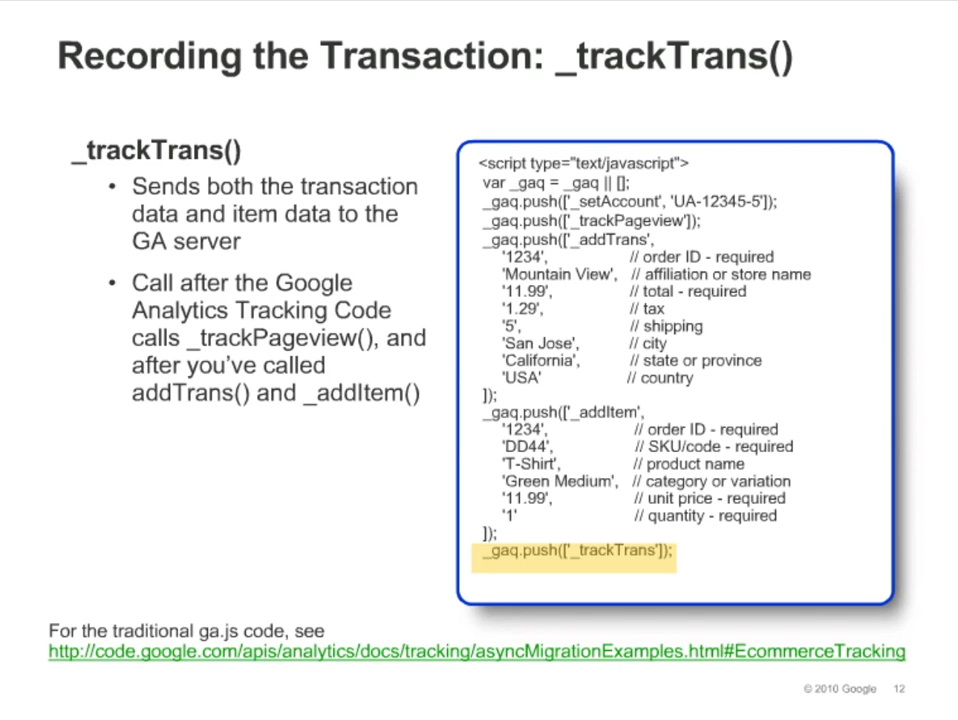 Recording the Transaction: _trackTrans()
_trackTrans()
• Sends both the transaction
data and item data to the
GA server
• Call after the Google
Analytics Tracking Code
calls _trackPageview(), and
after you've called
addTrans() and _addItem()
<script type="text/javascript">
var _gaq = _gaq || [];
_gaq.push(['_setAccount', 'UA-12345-5']);
_gaq.push(['_trackPageview']);
_gaq.push(['_addTrans',
'1234', // order ID - required
'Mountain View', // affiliation or store name
'11.99', // total - required
'1.29', // tax
'5', // shipping
'San Jose', // city
'California', // state or province
'USA' // country
]);
_gaq.push(['_addItem',
'1234', // order ID - required
'DD44', // SKU/code - required
'T-Shirt', // product name
'Green Medium', // category or variation
'11.99', // unit price - required
'1' // quantity - required
]);
_gaq.push(['_trackTrans']);
For the traditional ga.js code, see
http://code.google.com/apis/analytics/docs/tracking/asyncMigrationExamples.html#EcommerceTracking
© 2010 Google 12